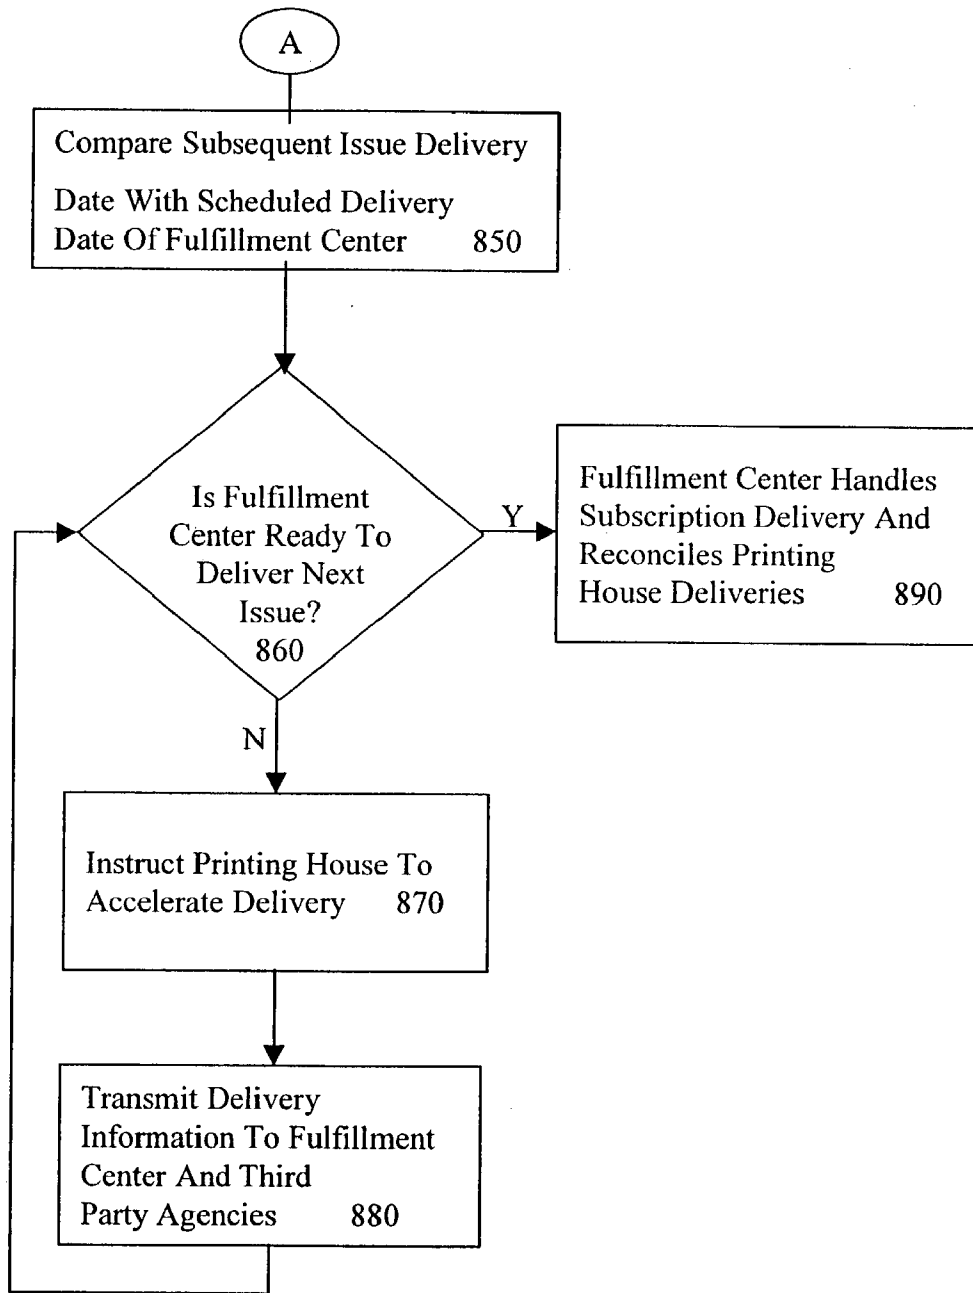 A
Compare Subsequent Issue Delivery
Date With Scheduled Delivery
Date Of Fulfillment Center 850
Is Fulfillment
Center Ready To
Deliver Next
Issue?
860
Y
Fulfillment Center Handles
Subscription Delivery And
Reconciles Printing
House Deliveries 890
N
Instruct Printing House To
Accelerate Delivery 870
Transmit Delivery
Information To Fulfillment
Center And Third
Party Agencies 880